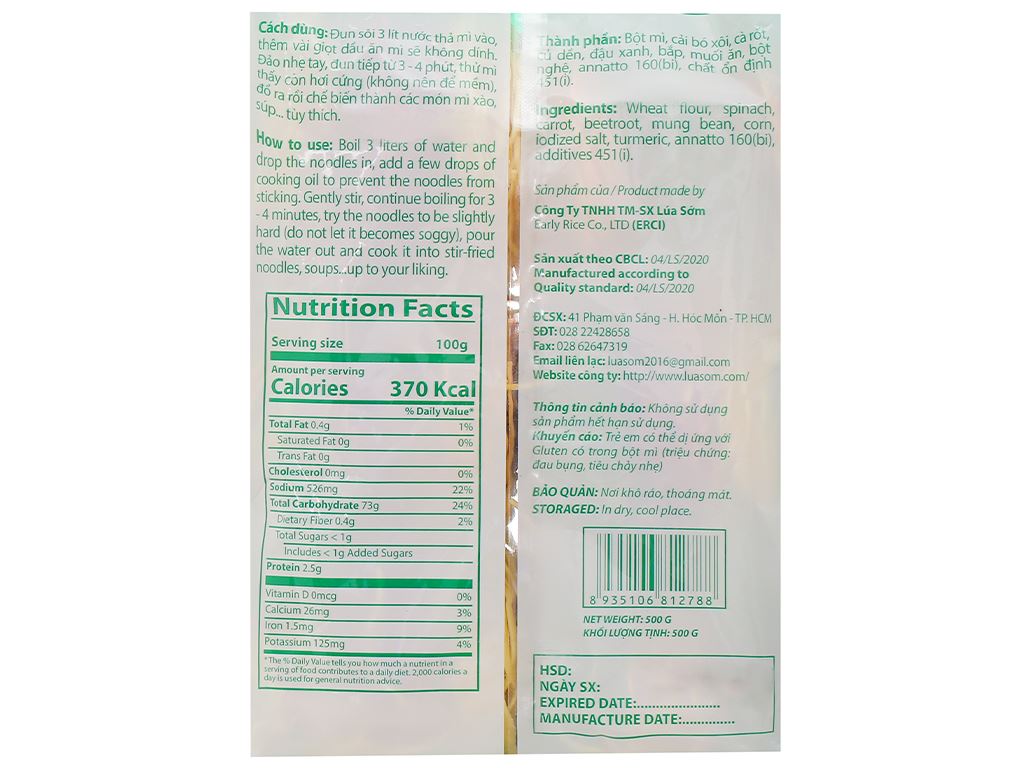 Cách dùng: Đun sôi 3 lít nước thả mì vào,
thêm vài giọt dầu ăn mì sẽ không dính.
Đảo nhẹ tay, đun tiếp từ 3 - 4 phút, thử mì
thấy còn hơi cứng (không nên để mềm),
đổ ra rồi chế biến thành các món mì xào,
súp... tùy thích.
How to use: Boil 3 liters of water and
drop the noodles in, add a few drops of
cooking oil to prevent the noodles from
sticking. Gently stir, continue boiling for 3
- 4 minutes, try the noodles to be slightly
hard (do not let it becomes soggy), pour
the water out and cook it into stir-fried
noodles, soups...up to your liking.
Nutrition Facts
Serving size 100g
Amount per serving
Calories 370 Kcal
% Daily Value*
Total Fat 0.4g 1%
Saturated Fat 0g 0%
Trans Fat 0g
Cholesterol 0mg 0%
Sodium 526mg 22%
Total Carbohydrate 73g 24%
Dietary Fiber 0.4g 2%
Total Sugars < 1g
Includes < 1g Added Sugars
Protein 2.5g
Vitamin D 0mcg 0%
Calcium 26mg 3%
Iron 1.5mg 9%
Potassium 125mg 4%
*The % Daily Value tells you how much a nutrient in a
serving of food contributes to a daily diet. 2,000 calories a
day is used for general nutrition advice.
Thành phần: Bột mì, cải bó xôi, cà rốt,
củ dền, đậu xanh, bắp, muối ăn, bột
nghệ, annatto 160(bi), chất ổn định
451(i).
Ingredients: Wheat flour, spinach,
carrot, beetroot, mung bean, corn,
iodized salt, turmeric, annatto 160(bi),
additives 451(i).
Sản phẩm của / Product made by
Công Ty TNHH TM-SX Lúa Sớm
Early Rice Co., LTD (ERCI)
Sản xuất theo CBCL: 04/LS/2020
Manufactured according to
Quality standard: 04/LS/2020
ĐCSX: 41 Phạm văn Sáng - H. Hóc Môn - TP. HCM
SĐT: 028 22428658
Fax: 028 62647319
Email liên lạc: luasom2016@gmail.com
Website công ty: http://www.luasom.com/
Thông tin cảnh báo: Không sử dụng
sản phẩm hết hạn sử dụng.
Khuyến cáo: Trẻ em có thể dị ứng với
Gluten có trong bột mì (triệu chứng:
đau bụng, tiêu chảy nhẹ)
BẢO QUẢN: Nơi khô ráo, thoáng mát.
STORAGED: In dry, cool place.
8 935106 812788
NET WEIGHT: 500 G
KHỐI LƯỢNG TỊNH: 500 G
HSD:
NGÀY SX:
EXPIRED DATE:......................
MANUFACTURE DATE:..............